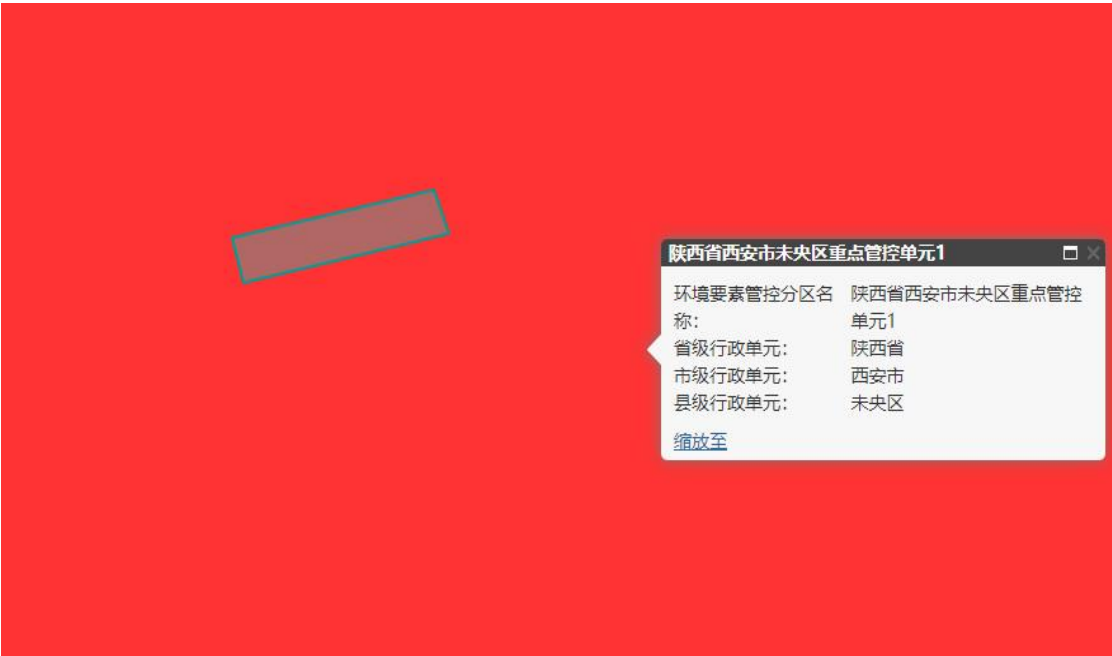 陕西省西安市未央区重点管控单元1
环境要素管控分区名 陕西省西安市未央区重点管控
称： 单元1
省级行政单元： 陕西省
市级行政单元： 西安市
县级行政单元： 未央区
缩放至